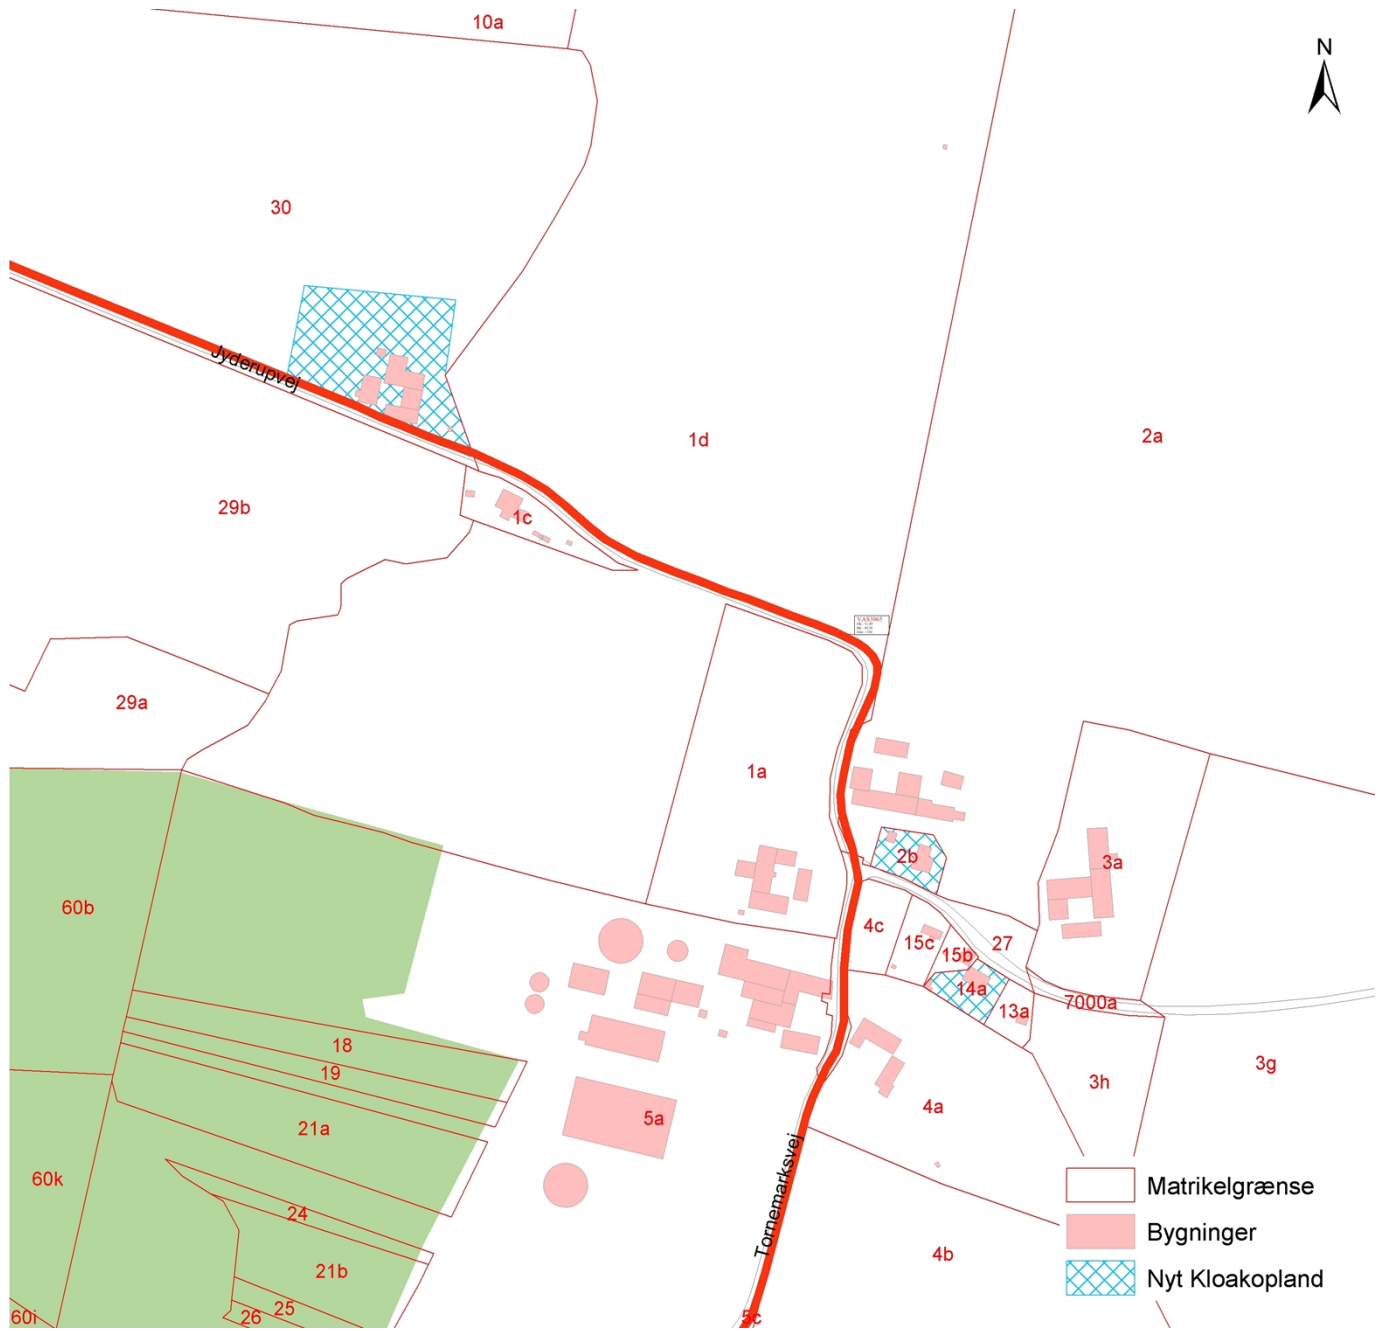 10a
N
30
Jyderupvej
1d
2a
29b
1c
VAS3065
29a
1a
2b
3a
60b
4c
15c
27
15b
14a
7000a
13a
18
19
3h
3g
5a
4a
21a
Tornemarksvej
60k
Matrikelgrænse
24
Bygninger
4b
21b
Nyt Kloakopland
25
26
60i
5c